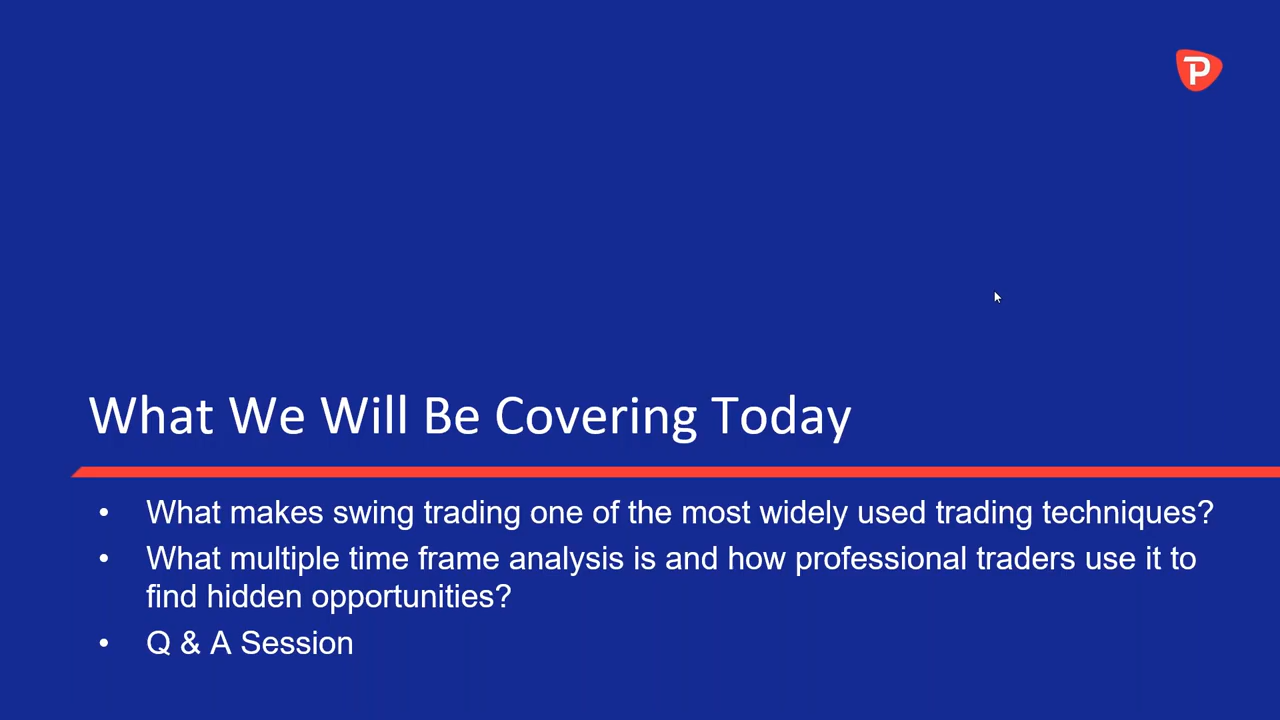 P
What We Will Be Covering Today
• What makes swing trading one of the most widely used trading techniques?
• What multiple time frame analysis is and how professional traders use it to
find hidden opportunities?
• Q & A Session